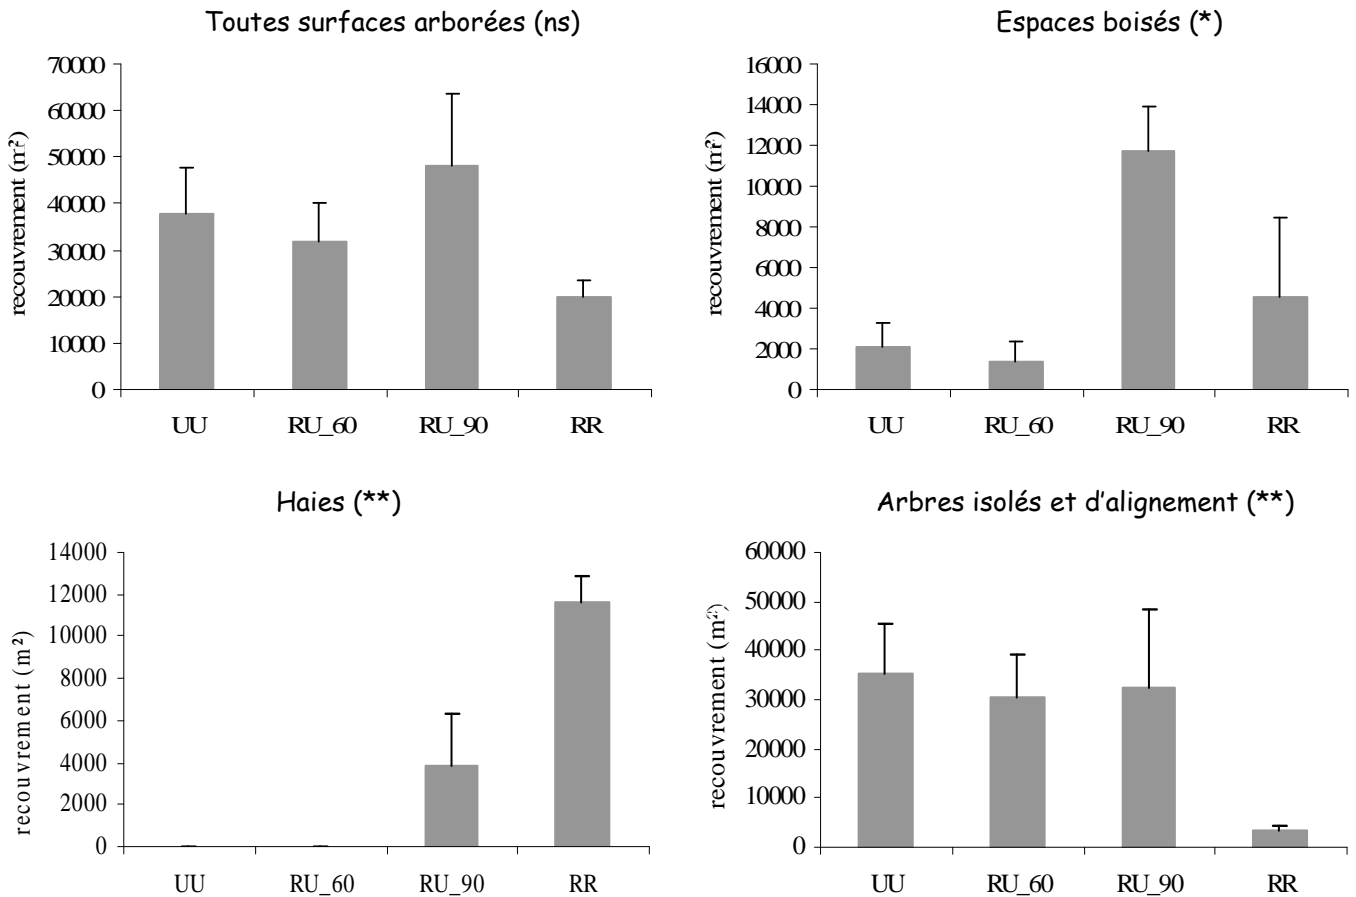 Toutes surfaces arborées (ns)
recouvrement (m²)
70000
60000
50000
40000
30000
20000
10000
0
UU RU_60 RU_90 RR
Espaces boisés (*)
recouvrement (m²)
16000
14000
12000
10000
8000
6000
4000
2000
0
UU RU_60 RU_90 RR
Haies (**)
recouvrement (m²)
14000
12000
10000
8000
6000
4000
2000
0
UU RU_60 RU_90 RR
Arbres isolés et d’alignement (**)
recouvrement (m²)
60000
50000
40000
30000
20000
10000
0
UU RU_60 RU_90 RR